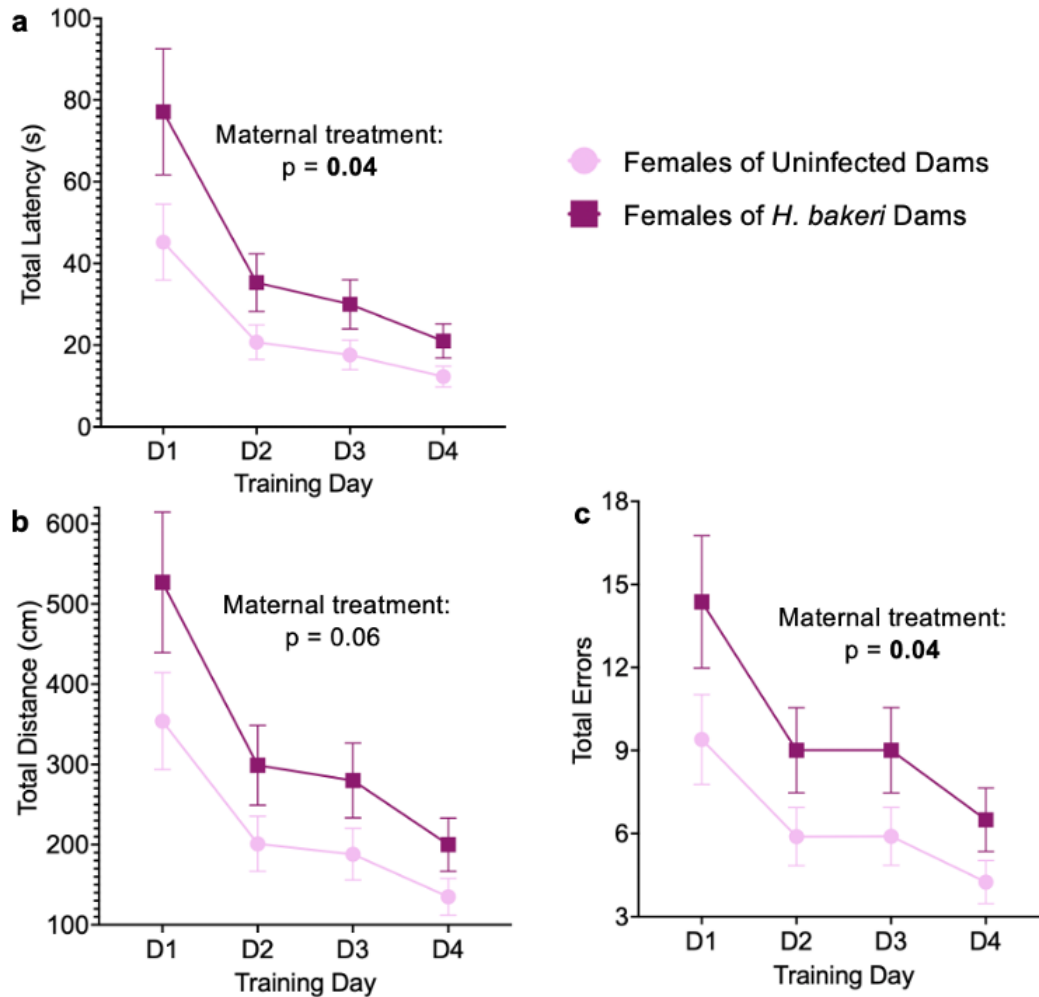 a
100
80
60
40
20
0
Total Latency (s)
Maternal treatment:
p = 0.04
D1 D2 D3 D4
Training Day
Females of Uninfected Dams
Females of H. bakeri Dams
b
600
500
400
300
200
100
Total Distance (cm)
Maternal treatment:
p = 0.06
D1 D2 D3 D4
Training Day
c
18
15
12
9
6
3
Total Errors
Maternal treatment:
p = 0.04
D1 D2 D3 D4
Training Day